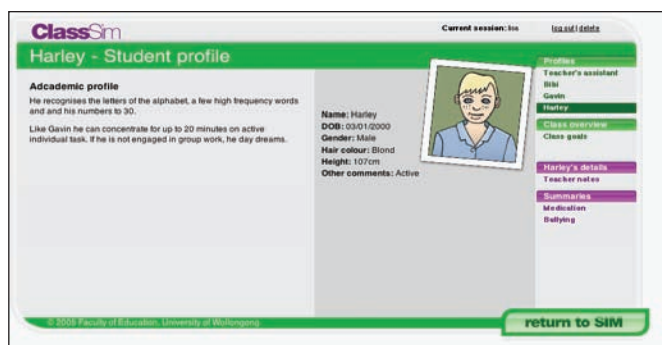 ClassSim
Current session: los
log out | delete
Harley - Student profile
Adcademic profile
He recognises the letters of the alphabet, a few high frequency words
and and his numbers to 30.
Like Gavin he can concentrate for up to 20 minutes on active
individual task. If he is not engaged in group work, he day dreams.
Name: Harley
DOB: 03/01/2000
Gender: Male
Hair colour: Blond
Height: 107cm
Other comments: Active
Profiles
Teacher's assistant
Bibi
Gavin
Harley
Class overview
Class goals
Harley's details
Teacher notes
Summaries
Medication
Bullying
© 2005 Faculty of Education, University of Wollongong
return to SIM